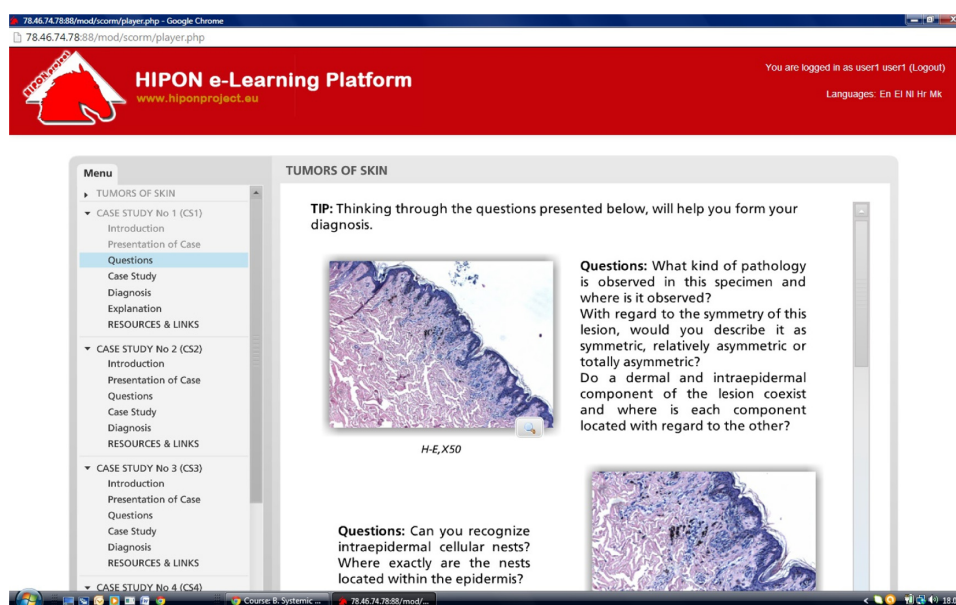 78.46.74.78:88/mod/scorm/player.php - Google Chrome
78.46.74.78:88/mod/scorm/player.php
HIPON project
HIPON e-Learning Platform
www.hiponproject.eu
You are logged in as user1 user1 (Logout)
Languages: En El Nl Hr Mk
Menu
TUMORS OF SKIN
CASE STUDY No 1 (CS1)
Introduction
Presentation of Case
Questions
Case Study
Diagnosis
Explanation
RESOURCES & LINKS
CASE STUDY No 2 (CS2)
Introduction
Presentation of Case
Questions
Case Study
Diagnosis
RESOURCES & LINKS
CASE STUDY No 3 (CS3)
Introduction
Presentation of Case
Questions
Case Study
Diagnosis
RESOURCES & LINKS
CASE STUDY No 4 (CS4)
TUMORS OF SKIN
TIP: Thinking through the questions presented below, will help you form your
diagnosis.
Questions: What kind of pathology
is observed in this specimen and
where is it observed?
With regard to the symmetry of this
lesion, would you describe it as
symmetric, relatively asymmetric or
totally asymmetric?
Do a dermal and intraepidermal
component of the lesion coexist
and where is each component
located with regard to the other?
H-E, X50
Questions: Can you recognize
intraepidermal cellular nests?
Where exactly are the nests
located within the epidermis?
Course: B. Systemic ...
78.46.74.78:88/mod/...